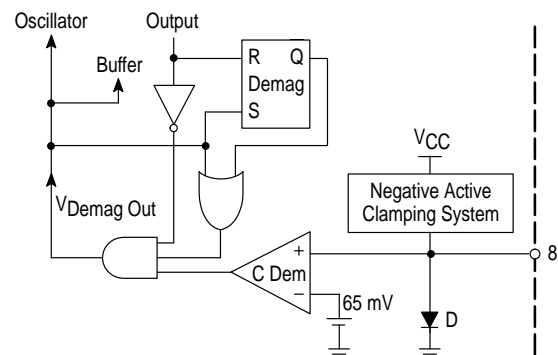 Oscillator
Output
Buffer
R Q̅
Demag
S
VCC
Negative Active
Clamping System
VDemag Out
8
+
C Dem
–
65 mV
D